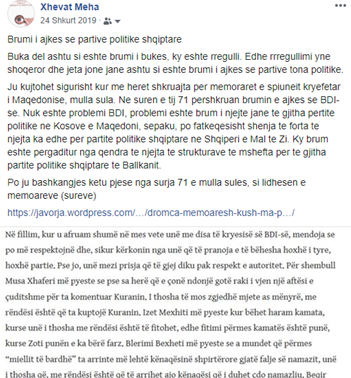 Xhevat Meha
24 Shkurt 2019 ·
Brumi i ajkes se partive politike shqiptare
Buka del ashtu si eshte brumi i bukes, ky eshte rregulli. Edhe rrregullimi yne
shoqeror dhe jeta jone jane ashtu si eshte brumi i ajkes se partive tona politike.
Ju kujtohet sigurisht kur me heret shkruajta per memoraret e spiuneit kryefetar
i Maqedonise, mulla sula. Ne suren e tij 71 pershkruan brumin e ajkes se BDI-
se. Nuk eshte problemi BDI, problemi eshte brum i njejte jane te gjitha pertite
politike ne Kosove e Maqedoni, sepaku, po fatkeqesisht shenja te forta te
njejta ka edhe per partite politike shqiptare ne Shqiperi e Mal te Zi. Ky brum
eshte pergaditur nga qendra te njejta te strukturave te mshefta per te gjitha
partite politike shqiptare te Ballkanit.
Po ju bashkangjes ketu pjese nga surja 71 e mulla sules, si lidhesen e
memoareve (sureve)
https://javorja.wordpress.com/…/dromca-memoaresh-kush-ma-p…/
Në fillim, kur u afruam shumë në mes vete unë me disa të kryesisë së BDI-së, mendoja se
po më respektojnë dhe, sikur kërkonin nga unë që të pranoja e të bëhesha hoxhë i tyre,
hoxhë partie. Pse jo, unë mezi prisja që të gjej diku pak respekt e autoritet. Për shembull
Musa Xhaferi më pyeste se pse sa herë që e çonë ndonjë gotë raki i vjen një aftësi e
çuditshme për ta komentuar Kuranin, I thosha të mos zgjedhë mjete as mënyrë, me
rëndësi është që ta kuptojë Kuranin. Izet Mexhiti më pyeste kur bëhet haram kamata,
kurse unë i thosha me rëndësi është të fitohet, edhe fitimi përmes kamatës është punë,
kurse Zoti punën e ka bërë farz, Blerimi Bexheti më pyeste se a mundet që përmes
“miellit të bardhë” ta arrinte më lehtë kënaqësinë shpirtërore gjatë falje së namazit, unë
i thosha që, me rëndësi është që të arrihet ajo kënaqësi që i duhet çdo namazliu, Beqir